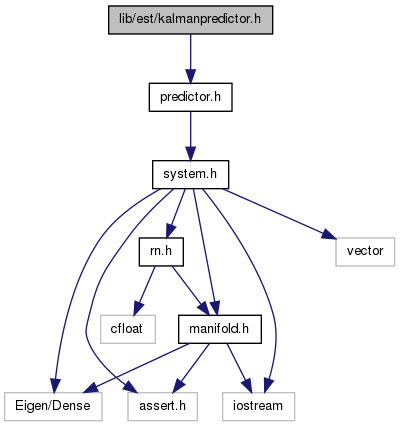 lib/est/kalmanpredictor.h
predictor.h
system.h
rn.h
vector
cfloat
manifold.h
Eigen/Dense
assert.h
iostream